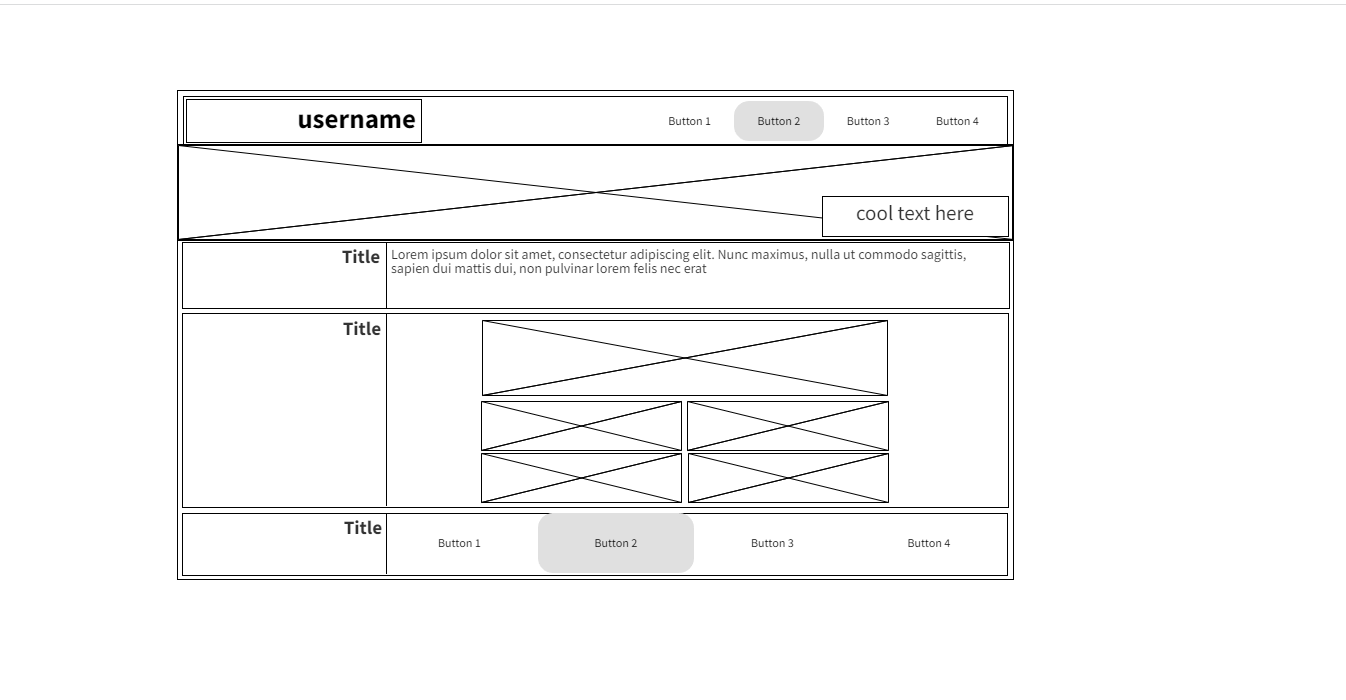 username
Button 1
Button 2
Button 3
Button 4
cool text here
Title
Lorem ipsum dolor sit amet, consectetur adipiscing elit. Nunc maximus, nulla ut commodo sagittis,
sapien dui mattis dui, non pulvinar lorem felis nec erat
Title
Title
Button 1
Button 2
Button 3
Button 4